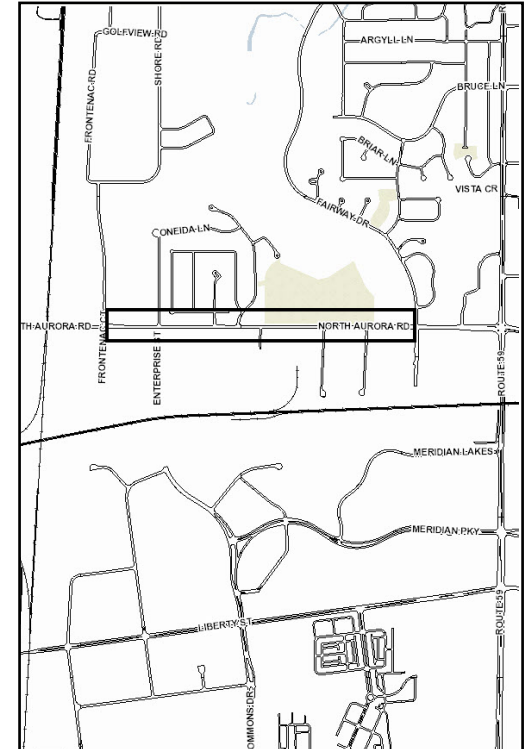 GOLFVIEW-RD
SHORE-RD
ARGYLL-LN
FRONTENAC-RD
BRUCE-LN
BRIAR-LN
VISTA CR
FAIRWAY-DR
ONEIDA-LN
TH-AURORA-RD
NORTH-AURORA-RD
FRONTENAC-CT
ENTERPRISE-ST
ROUTE-59
MERIDIAN-LAKES
MERIDIAN-PKY
ROUTE-59
LIBERTY-ST
OMMONS-DR